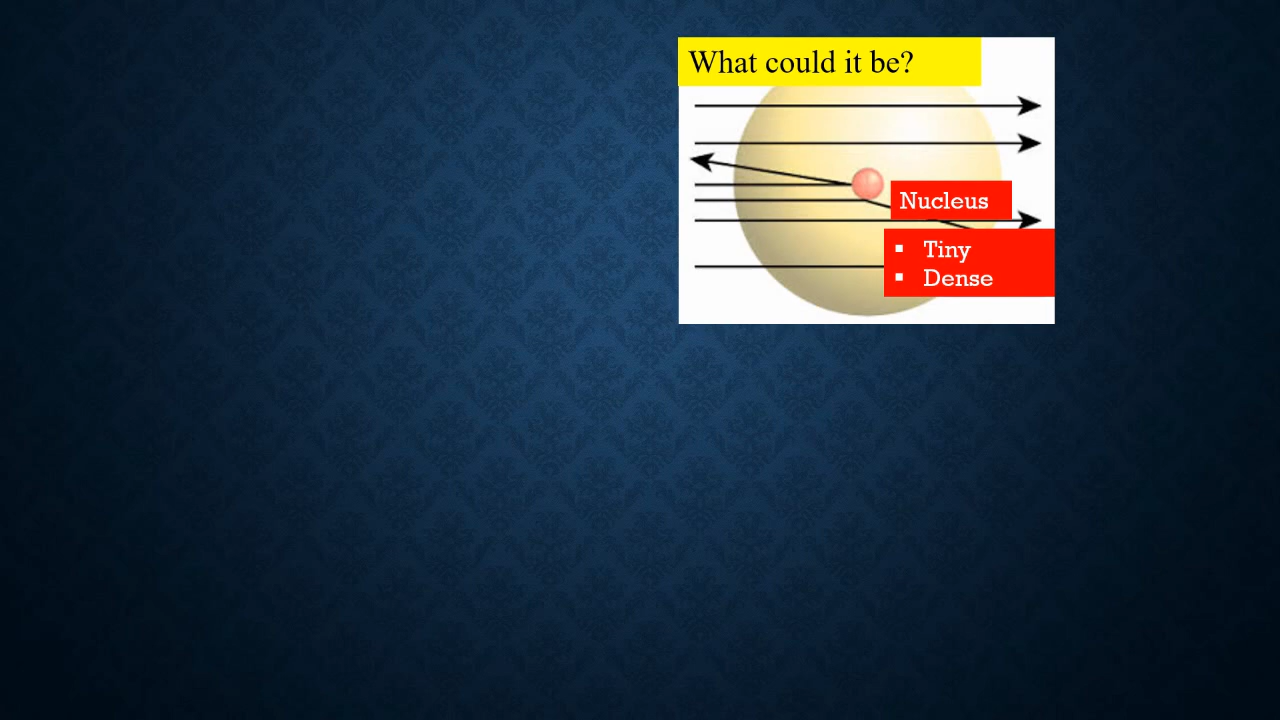 What could it be?
Nucleus
▪ Tiny
▪ Dense